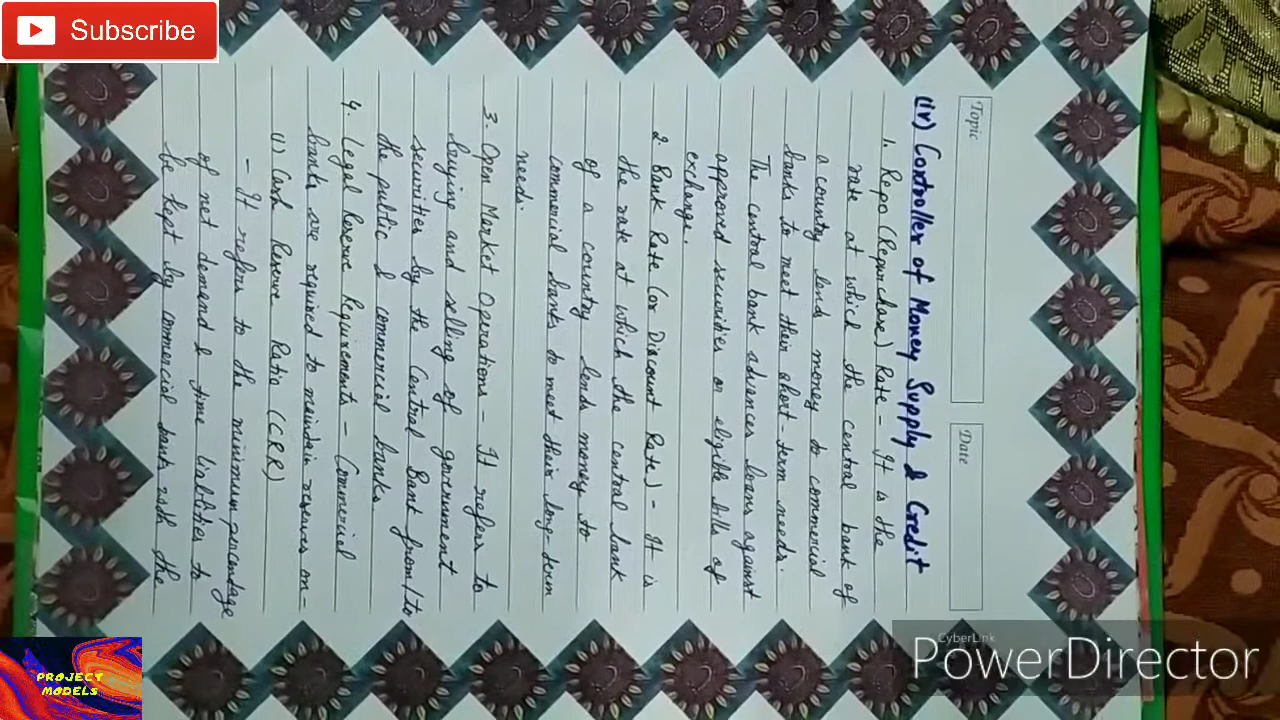 Subscribe
Topic
Date
(iv) Controller of Money Supply & Credit
1. Repo (Repurchase) Rate - It is the
rate at which the central bank of
a country lends money to commercial
banks to meet their short-term needs.
The central bank advances loans against
approved securities or eligible bills of
exchange.
2 Bank Rate (or Discount Rate) - It is
the rate at which the central bank
of a country lends money to
commercial banks to meet their long-term
needs.
3. Open Market Operations - It refers to
buying and selling of government
securities by the Central Bank from/to
the public & commercial banks.
4. Legal Reserve Requirements - Commercial
banks are required to maintain reserves on -
(1) Cash Reserve Ratio (CRR)
- It refers to the minimum percentage
of net demand & time liabilities to
be kept by commercial banks with the
PROJECT
MODELS
CyberLink
PowerDirector